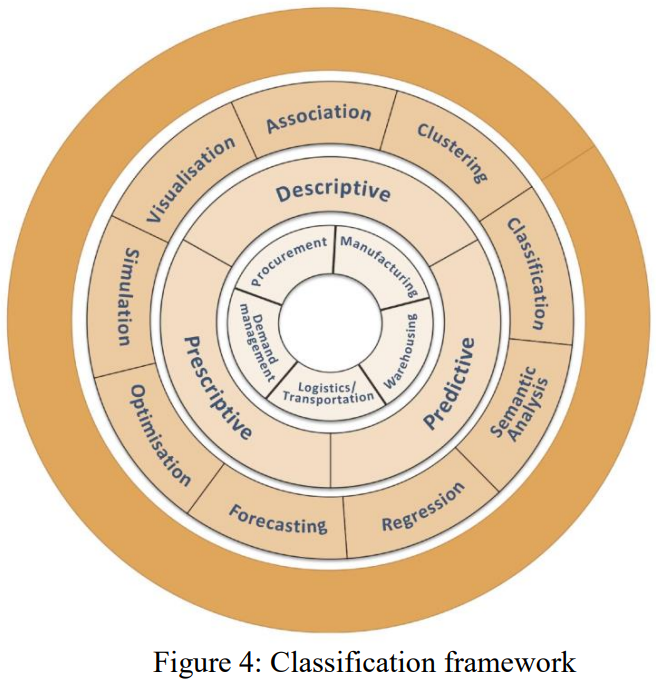 Association
Clustering
Classification
Semantic
Analysis
Regression
Forecasting
Optimisation
Simulation
Visualisation
Descriptive
Predictive
Prescriptive
Procurement
Manufacturing
Warehousing
Logistics/
Transportation
Demand
management
Figure 4: Classification framework